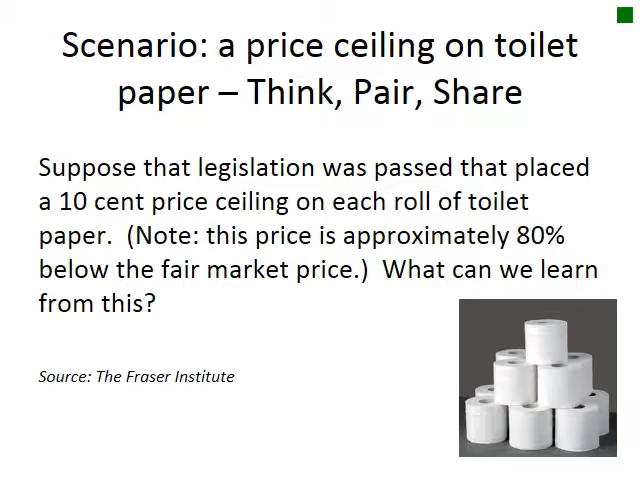 Scenario: a price ceiling on toilet
paper – Think, Pair, Share
Suppose that legislation was passed that placed
a 10 cent price ceiling on each roll of toilet
paper.  (Note: this price is approximately 80%
below the fair market price.)  What can we learn
from this?
Source: The Fraser Institute